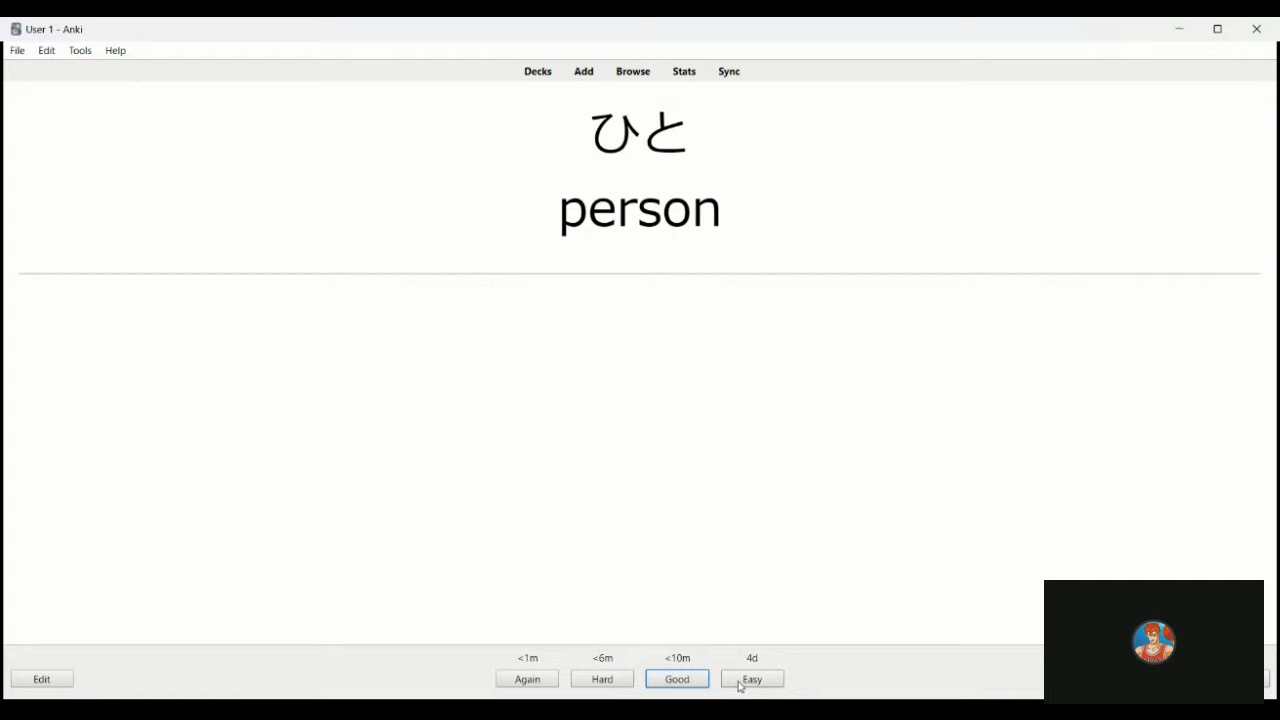 User 1 - Anki
File Edit Tools Help
Decks Add Browse Stats Sync
ひと
person
<1m <6m <10m 4d
Edit Again Hard Good Easy